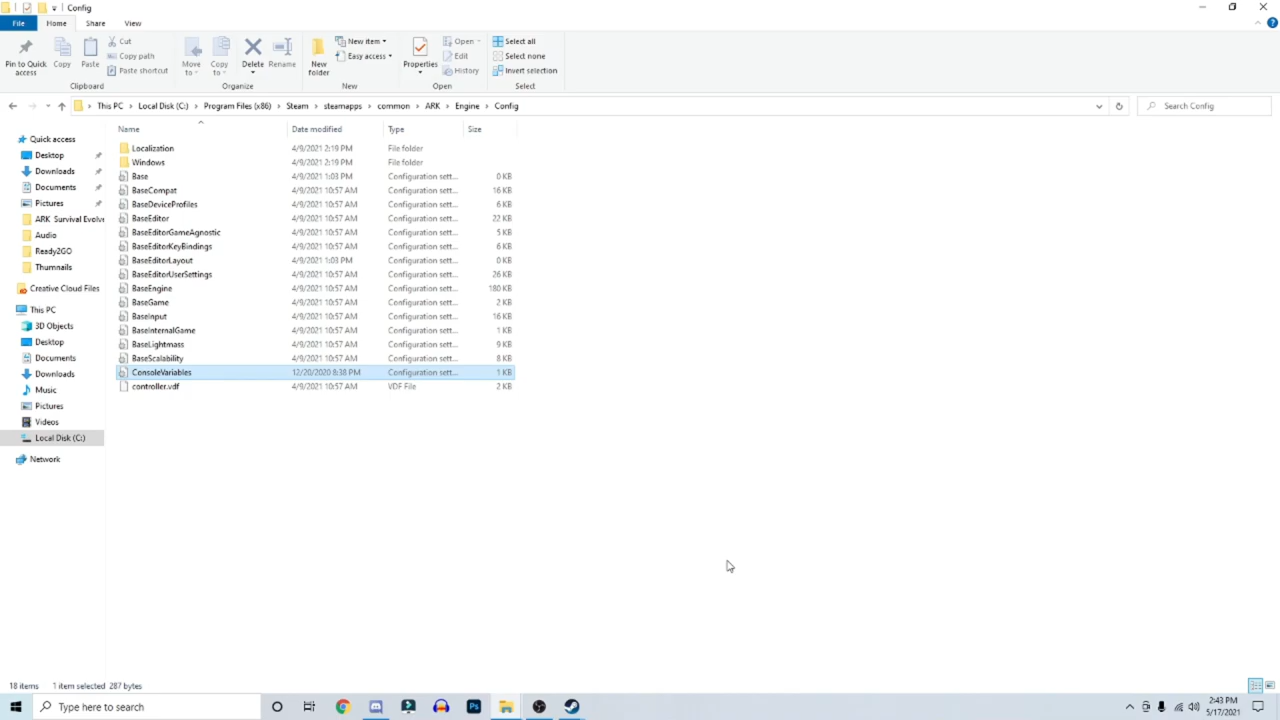 Config
File Home Share View
Pin to Quick access
Copy
Paste
Cut
Copy path
Paste shortcut
Clipboard
Move to
Copy to
Delete
Rename
Organize
New folder
New item
Easy access
New
Properties
Open
Edit
History
Open
Select all
Select none
Invert selection
Select
This PC Local Disk (C:) Program Files (x86) Steam steamapps common ARK Engine Config
Search Config
Quick access
Desktop
Downloads
Documents
Pictures
ARK Survival Evolv
Audio
Ready2GO
Thumnails
Creative Cloud Files
This PC
3D Objects
Desktop
Documents
Downloads
Music
Pictures
Videos
Local Disk (C:)
Network
Name Date modified Type Size
Localization 4/9/2021 2:19 PM File folder
Windows 4/9/2021 2:19 PM File folder
Base 4/9/2021 1:03 PM Configuration sett... 0 KB
BaseCompat 4/9/2021 10:57 AM Configuration sett... 16 KB
BaseDeviceProfiles 4/9/2021 10:57 AM Configuration sett... 6 KB
BaseEditor 4/9/2021 10:57 AM Configuration sett... 22 KB
BaseEditorGameAgnostic 4/9/2021 10:57 AM Configuration sett... 5 KB
BaseEditorKeyBindings 4/9/2021 10:57 AM Configuration sett... 6 KB
BaseEditorLayout 4/9/2021 1:03 PM Configuration sett... 0 KB
BaseEditorUserSettings 4/9/2021 10:57 AM Configuration sett... 26 KB
BaseEngine 4/9/2021 10:57 AM Configuration sett... 180 KB
BaseGame 4/9/2021 10:57 AM Configuration sett... 2 KB
BaseInput 4/9/2021 10:57 AM Configuration sett... 16 KB
BaseInternalGame 4/9/2021 10:57 AM Configuration sett... 1 KB
BaseLightmass 4/9/2021 10:57 AM Configuration sett... 9 KB
BaseScalability 4/9/2021 10:57 AM Configuration sett... 8 KB
ConsoleVariables 12/20/2020 8:38 PM Configuration sett... 1 KB
controller.vdf 4/9/2021 10:57 AM VDF File 2 KB
18 items 1 item selected 287 bytes
Type here to search
Ps
2:43 PM
5/17/2021